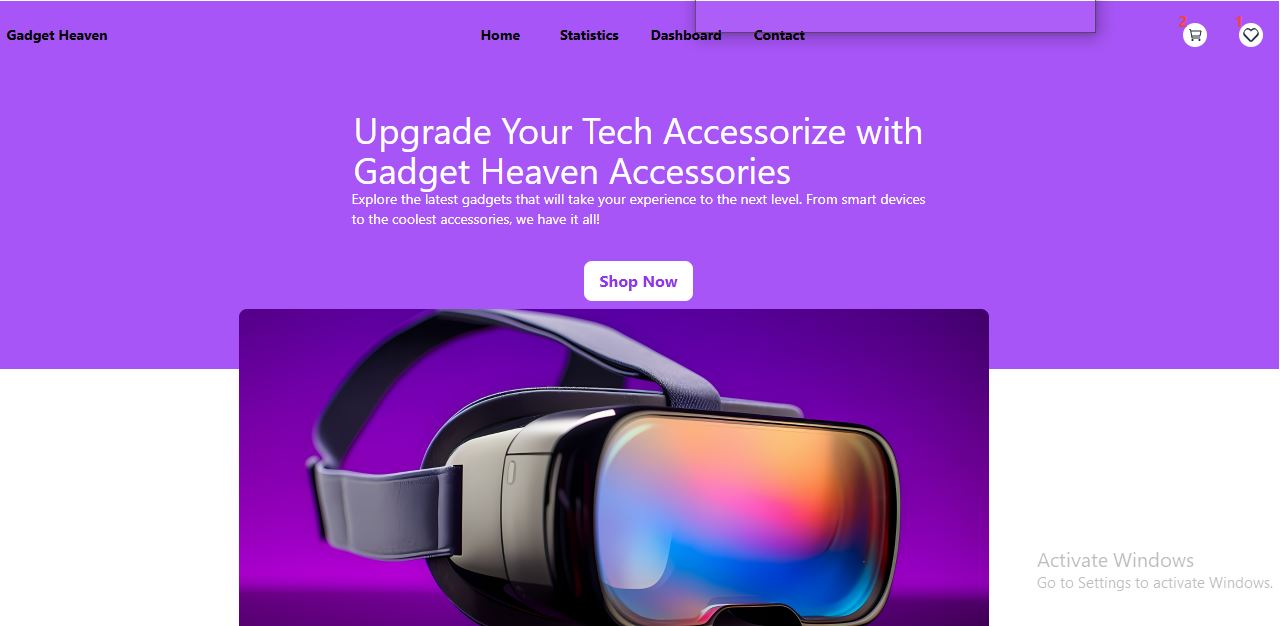 Gadget Heaven
Home Statistics Dashboard Contact
2 1
Upgrade Your Tech Accessorize with
Gadget Heaven Accessories
Explore the latest gadgets that will take your experience to the next level. From smart devices
to the coolest accessories, we have it all!
Shop Now
Activate Windows
Go to Settings to activate Windows.